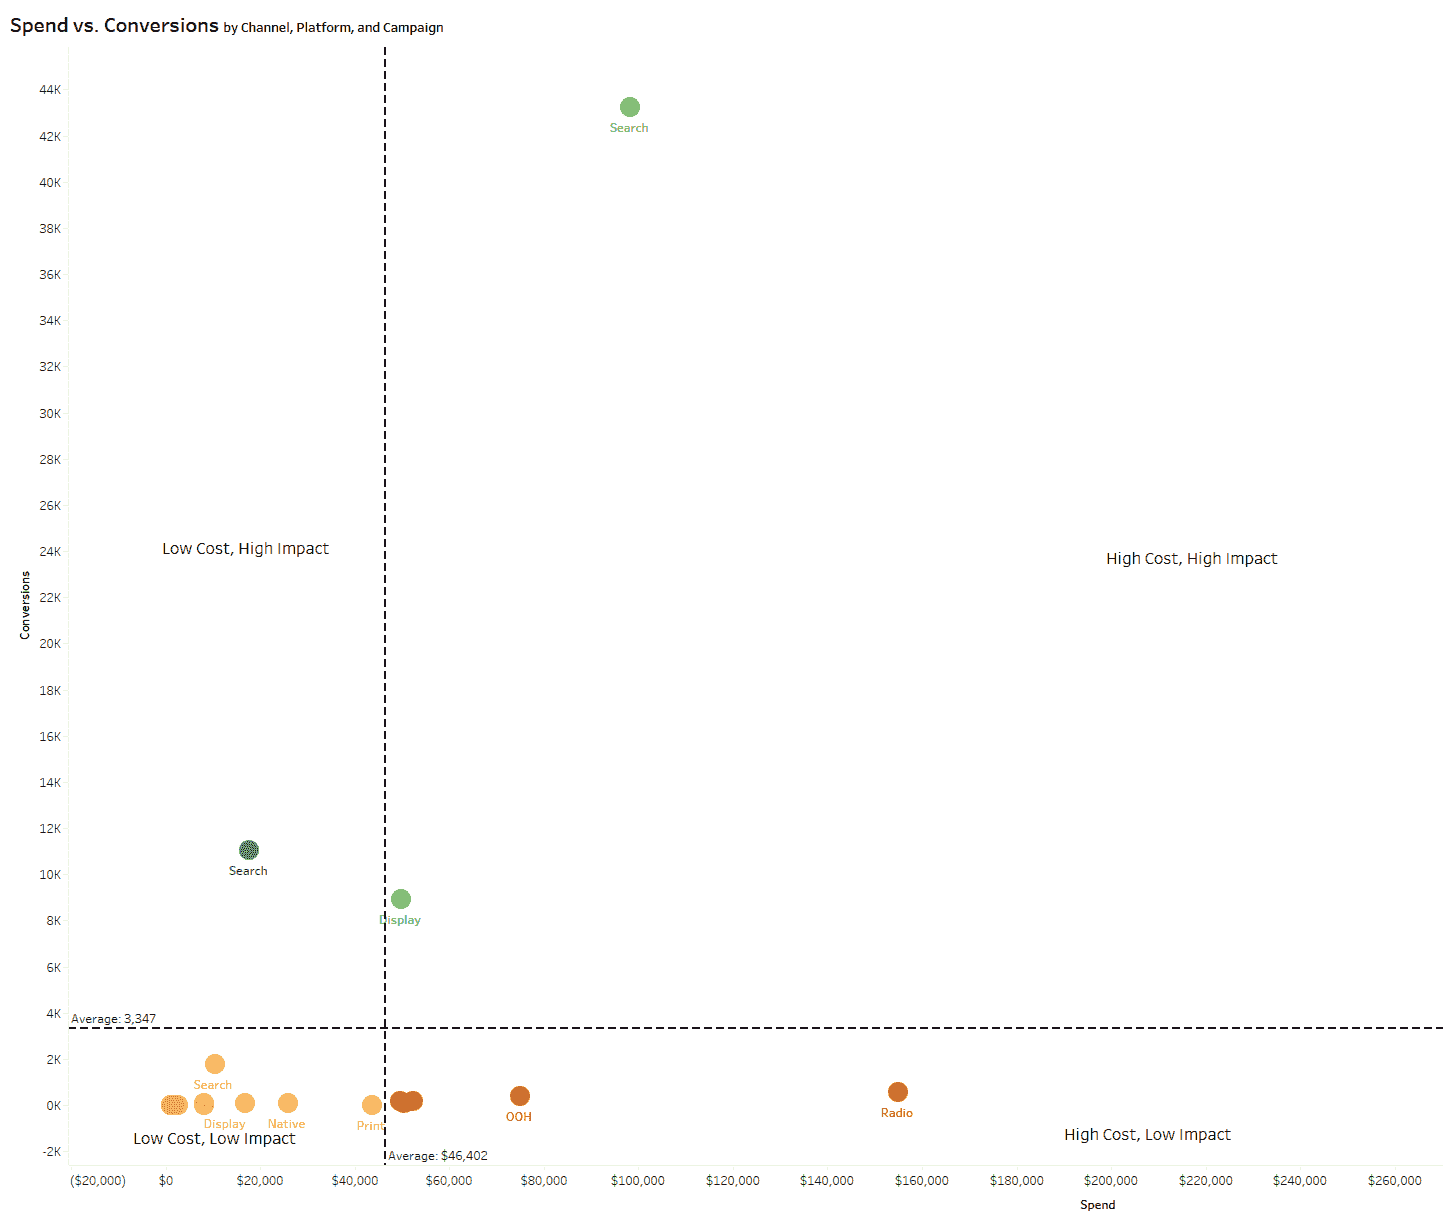 Spend vs. Conversions by Channel, Platform, and Campaign
44K
Search
42K
40K
38K
36K
34K
32K
30K
28K
26K
24K
Low Cost, High Impact
High Cost, High Impact
22K
Conversions
20K
18K
16K
14K
12K
Search
10K
Display
8K
6K
4K
Average: 3,347
2K
Search
0K
Display
Native
Print
OOH
Radio
Low Cost, Low Impact
High Cost, Low Impact
-2K
Average: $46,402
($20,000)
$0
$20,000
$40,000
$60,000
$80,000
$100,000
$120,000
$140,000
$160,000
$180,000
$200,000
$220,000
$240,000
$260,000
Spend